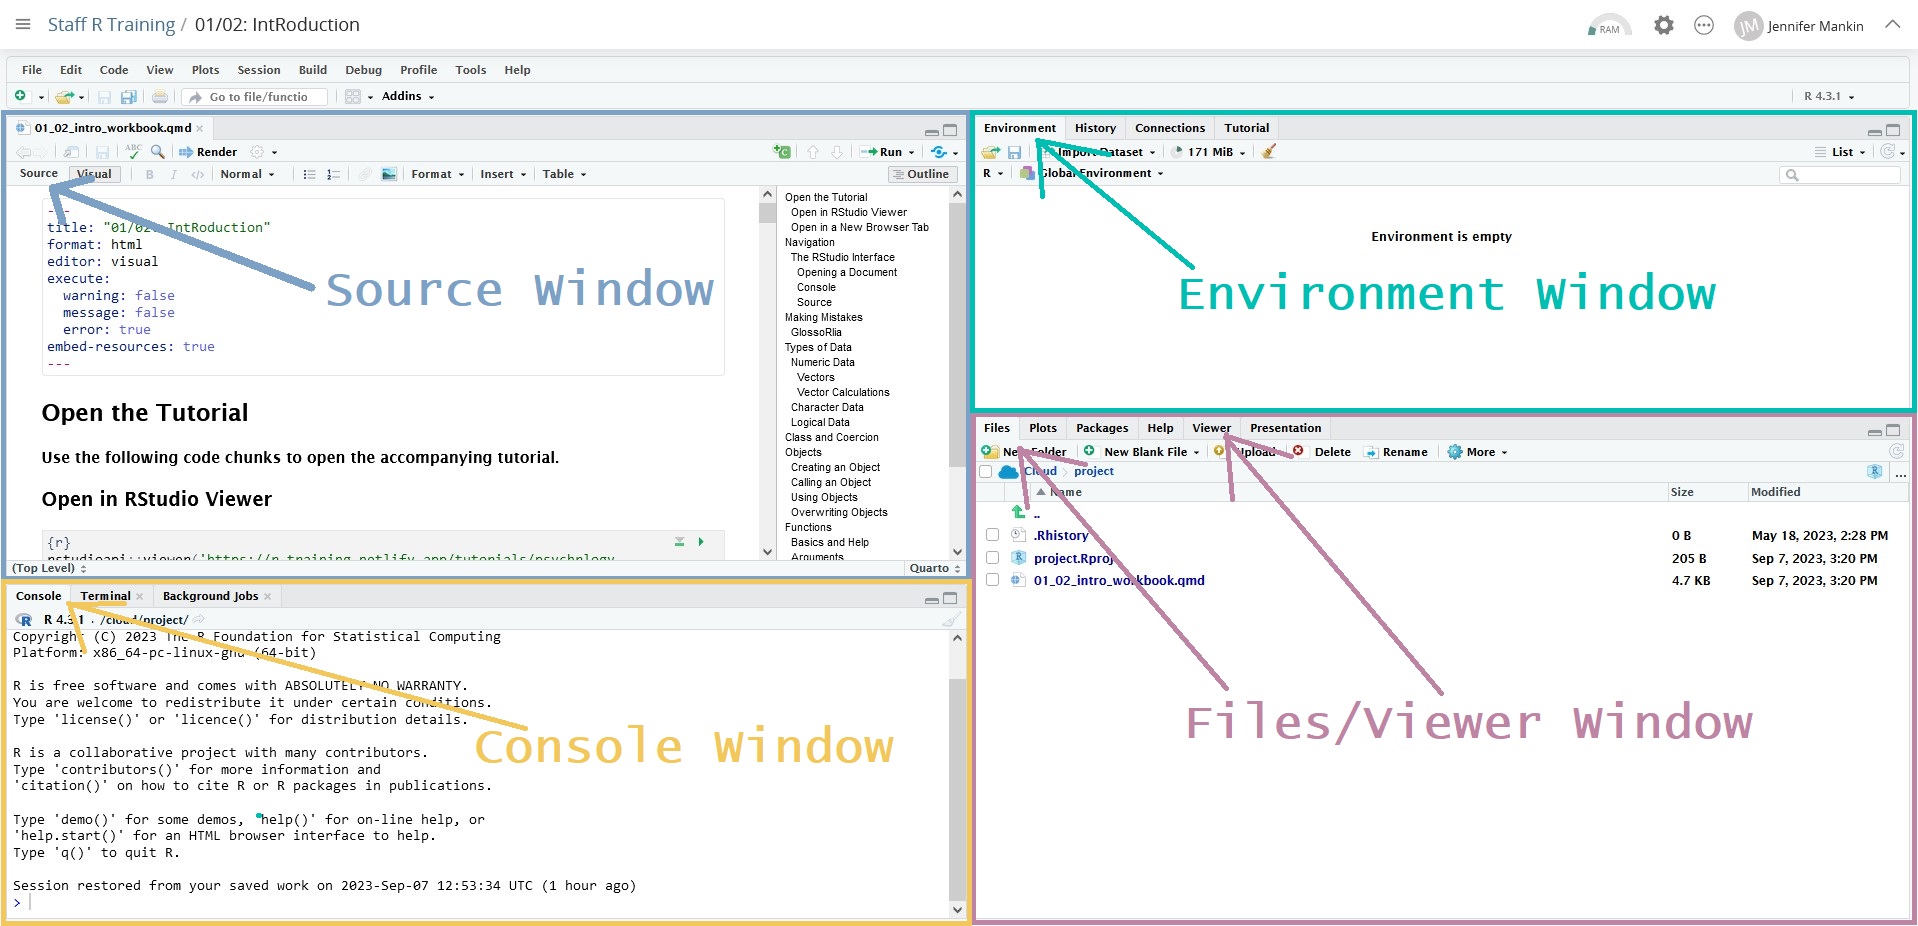 Staff R Training / 01/02: IntRoduction
RAM
JM Jennifer Mankin
File Edit Code View Plots Session Build Debug Profile Tools Help
Go to file/functio
Addins
R 4.3.1
01_02_intro_workbook.qmd
ABC Render Run
Source Visual B I </> Normal Format Insert Table Outline
---
title: "01/02: IntRoduction"
format: html
editor: visual
execute:
warning: false
message: false
error: true
embed-resources: true
---
Open the Tutorial
Use the following code chunks to open the accompanying tutorial.
Open in RStudio Viewer
{r}
rstudioapi::viewer('https://r-training.netlify.app/tutorials/psychrlogy
Source Window
Open the Tutorial
Open in RStudio Viewer
Open in a New Browser Tab
Navigation
The RStudio Interface
Opening a Document
Console
Source
Making Mistakes
GlossoRlia
Types of Data
Numeric Data
Vectors
Vector Calculations
Character Data
Logical Data
Class and Coercion
Objects
Creating an Object
Calling an Object
Using Objects
Overwriting Objects
Functions
Basics and Help
Arguments
(Top Level)
Quarto
Console Terminal Background Jobs
R R 4.3.1 · /cloud/project/
Copyright (C) 2023 The R Foundation for Statistical Computing
Platform: x86_64-pc-linux-gnu (64-bit)
R is free software and comes with ABSOLUTELY NO WARRANTY.
You are welcome to redistribute it under certain conditions.
Type 'license()' or 'licence()' for distribution details.
R is a collaborative project with many contributors.
Type 'contributors()' for more information and
'citation()' on how to cite R or R packages in publications.
Type 'demo()' for some demos, 'help()' for on-line help, or
'help.start()' for an HTML browser interface to help.
Type 'q()' to quit R.
Session restored from your saved work on 2023-Sep-07 12:53:34 UTC (1 hour ago)
>
Console Window
Environment History Connections Tutorial
Import Dataset 171 MiB List
R Global Environment
Environment is empty
Environment Window
Files Plots Packages Help Viewer Presentation
New Folder New Blank File Upload Delete Rename More
Cloud project R ...
Name Size Modified
..
.Rhistory 0 B May 18, 2023, 2:28 PM
project.Rproj 205 B Sep 7, 2023, 3:20 PM
01_02_intro_workbook.qmd 4.7 KB Sep 7, 2023, 3:20 PM
Files/Viewer Window